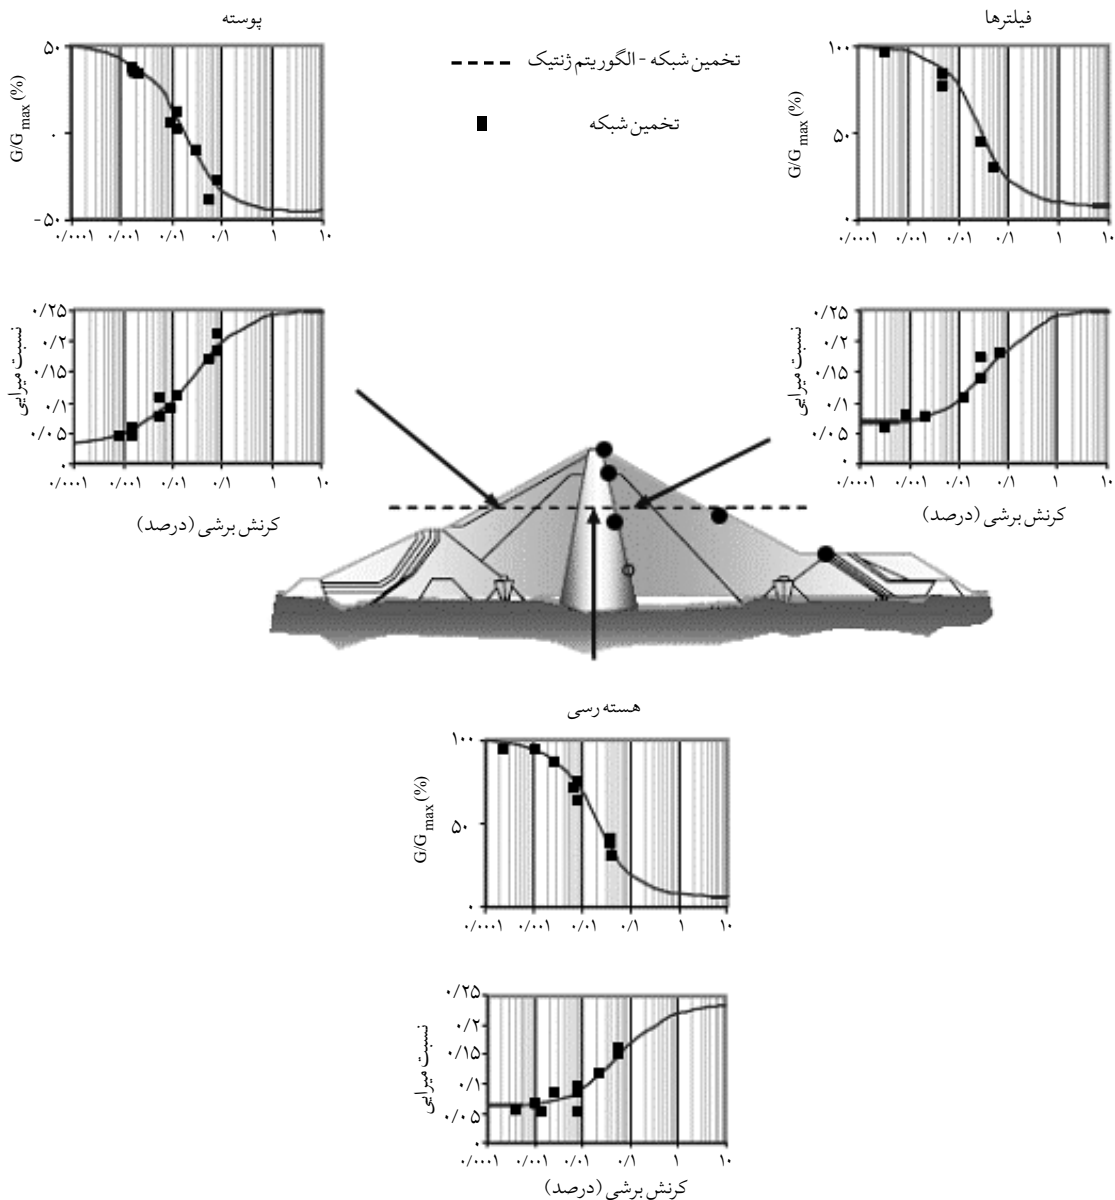 پوسته
۵۰
۰
-۵۰
G/G max (%)
۰/۰۰۰۱ ۰/۰۰۱ ۰/۰۱ ۰/۱ ۱ ۱۰
تخمین شبکه - الگوریتم ژنتیک
تخمین شبکه
فیلترها
۱۰۰
۵۰
۰
G/G max (%)
۰/۰۰۰۱ ۰/۰۰۱ ۰/۰۱ ۰/۱ ۱ ۱۰
۰/۲۵
۰/۲
۰/۱۵
۰/۱
۰/۰۵
۰
نسبت میرایی
۰/۰۰۰۱ ۰/۰۰۱ ۰/۰۱ ۰/۱ ۱ ۱۰
کرنش برشی (درصد)
۰/۲۵
۰/۲
۰/۱۵
۰/۱
۰/۰۵
۰
نسبت میرایی
۰/۰۰۰۱ ۰/۰۰۱ ۰/۰۱ ۰/۱ ۱ ۱۰
کرنش برشی (درصد)
هسته رسی
۱۰۰
۵۰
۰
G/G max (%)
۰/۰۰۰۱ ۰/۰۰۱ ۰/۰۱ ۰/۱ ۱ ۱۰
۰/۲۵
۰/۲
۰/۱۵
۰/۱
۰/۰۵
۰
نسبت میرایی
۰/۰۰۰۱ ۰/۰۰۱ ۰/۰۱ ۰/۱ ۱ ۱۰
کرنش برشی (درصد)